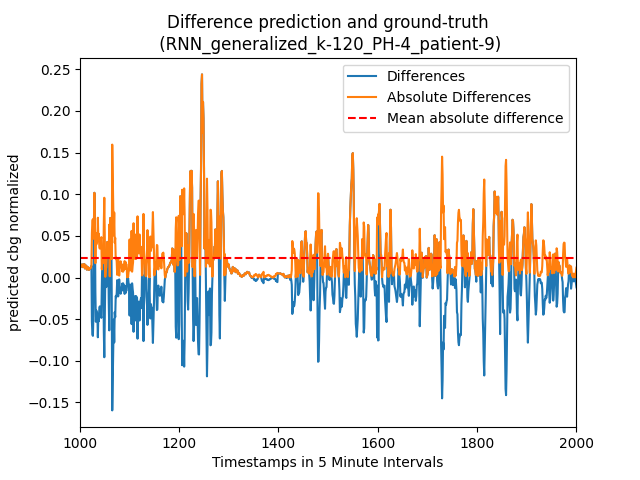 Difference prediction and ground-truth
(RNN_generalized_k-120_PH-4_patient-9)
Differences
Absolute Differences
Mean absolute difference
predicted cbg normalized
0.25
0.20
0.15
0.10
0.05
0.00
−0.05
−0.10
−0.15
1000 1200 1400 1600 1800 2000
Timestamps in 5 Minute Intervals